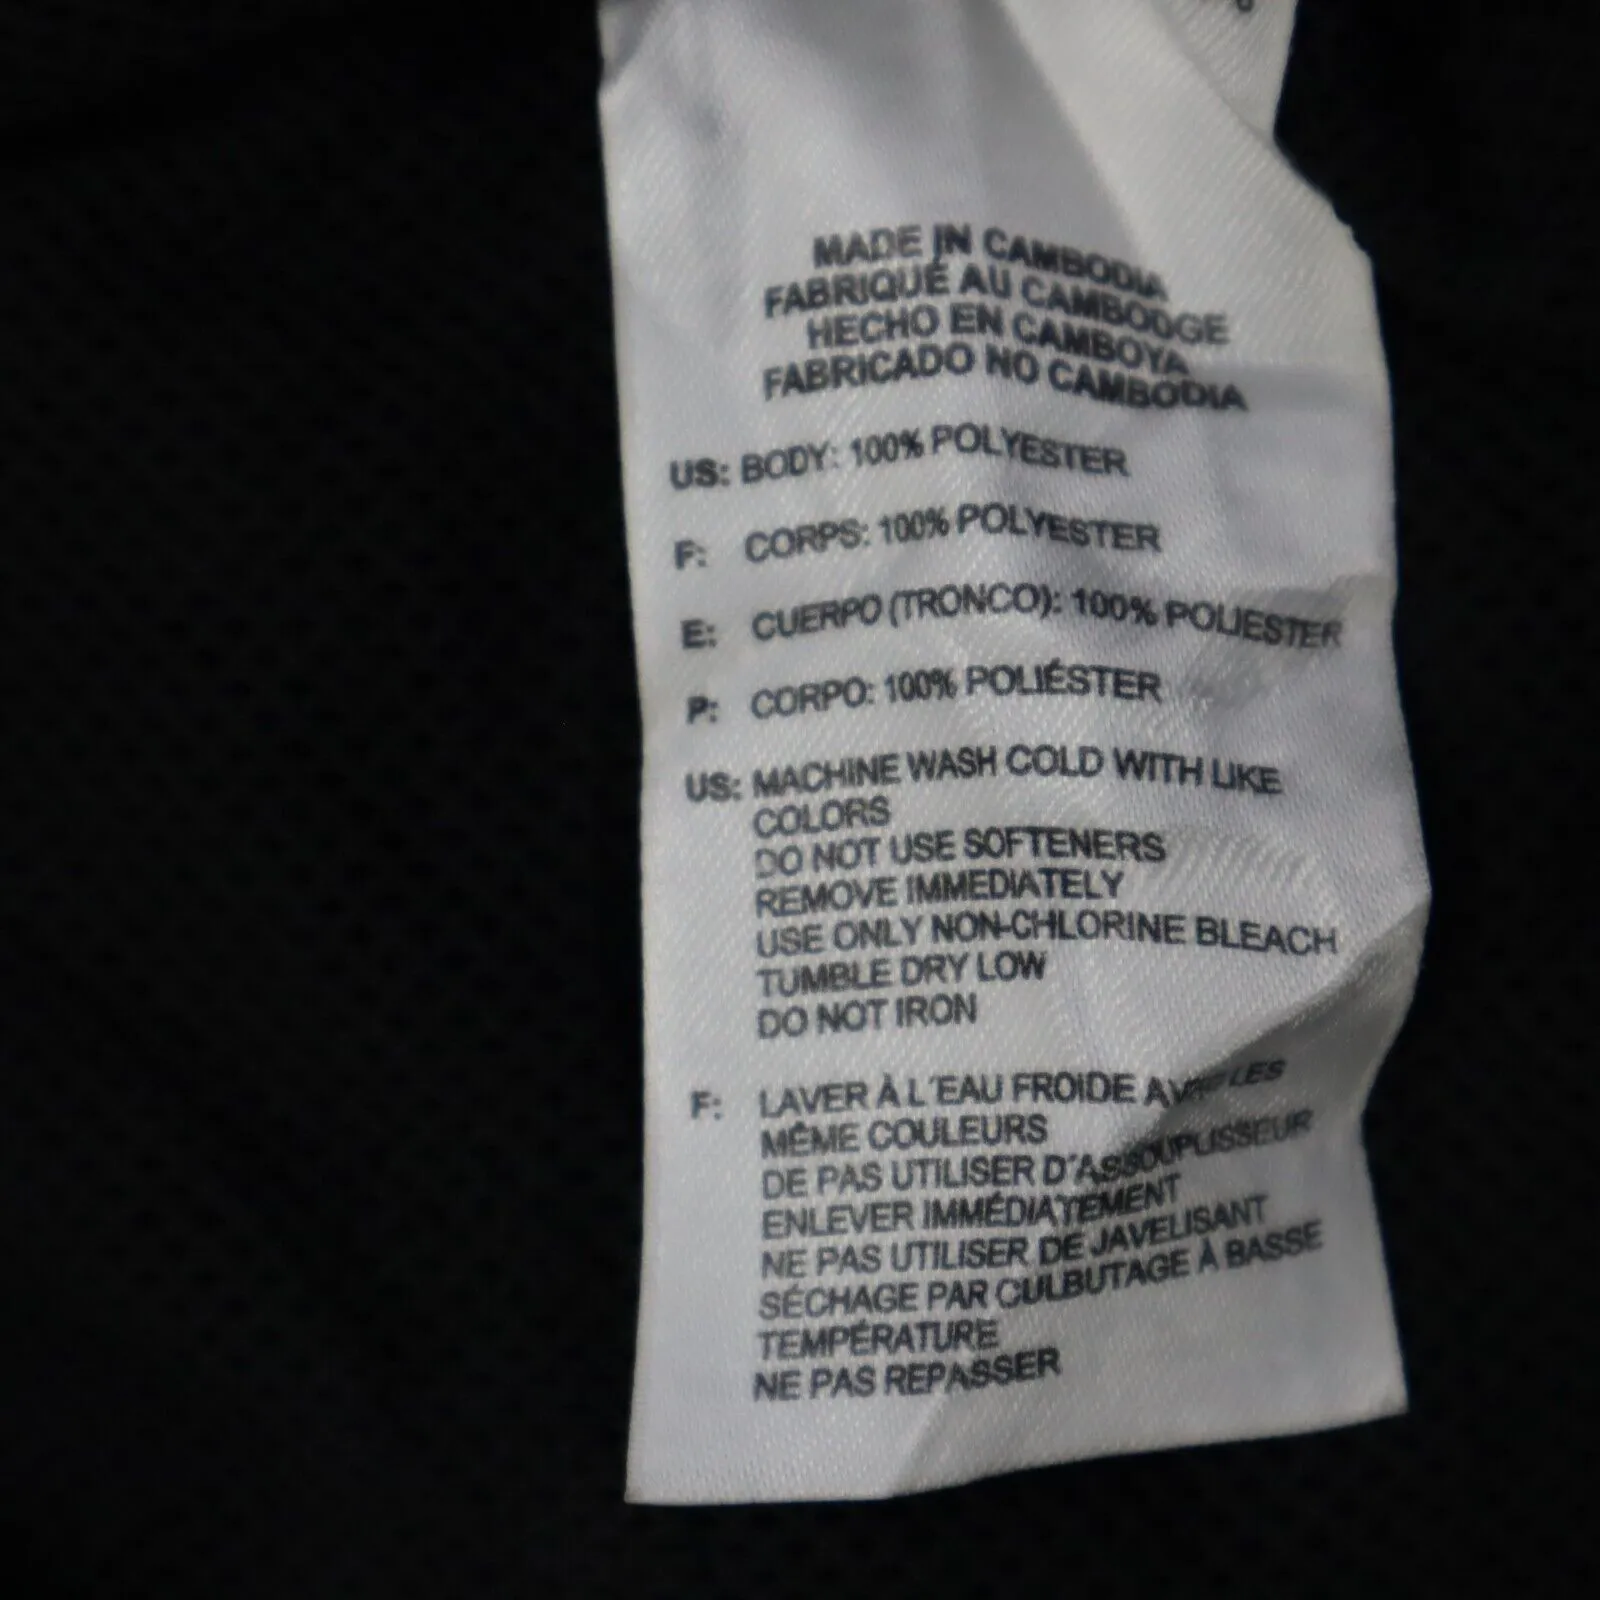 MADE IN CAMBODIA
FABRIQUÉ AU CAMBODGE
HECHO EN CAMBOYA
FABRICADO NO CAMBODIA
US: BODY: 100% POLYESTER
F: CORPS: 100% POLYESTER
E: CUERPO (TRONCO): 100% POLIESTER
P: CORPO: 100% POLIÉSTER
US: MACHINE WASH COLD WITH LIKE
COLORS
DO NOT USE SOFTENERS
REMOVE IMMEDIATELY
USE ONLY NON-CHLORINE BLEACH
TUMBLE DRY LOW
DO NOT IRON
F: LAVER À L'EAU FROIDE LES
MÊME COULEURS
DE PAS UTILISER D'ASSOUPLISSEUR
ENLEVER IMMÉDIATEMENT
NE PAS UTILISER DE JAVELISANT
SÉCHAGE PAR CULBUTAGE À BASSE
TEMPÉRATURE
NE PAS REPASSER